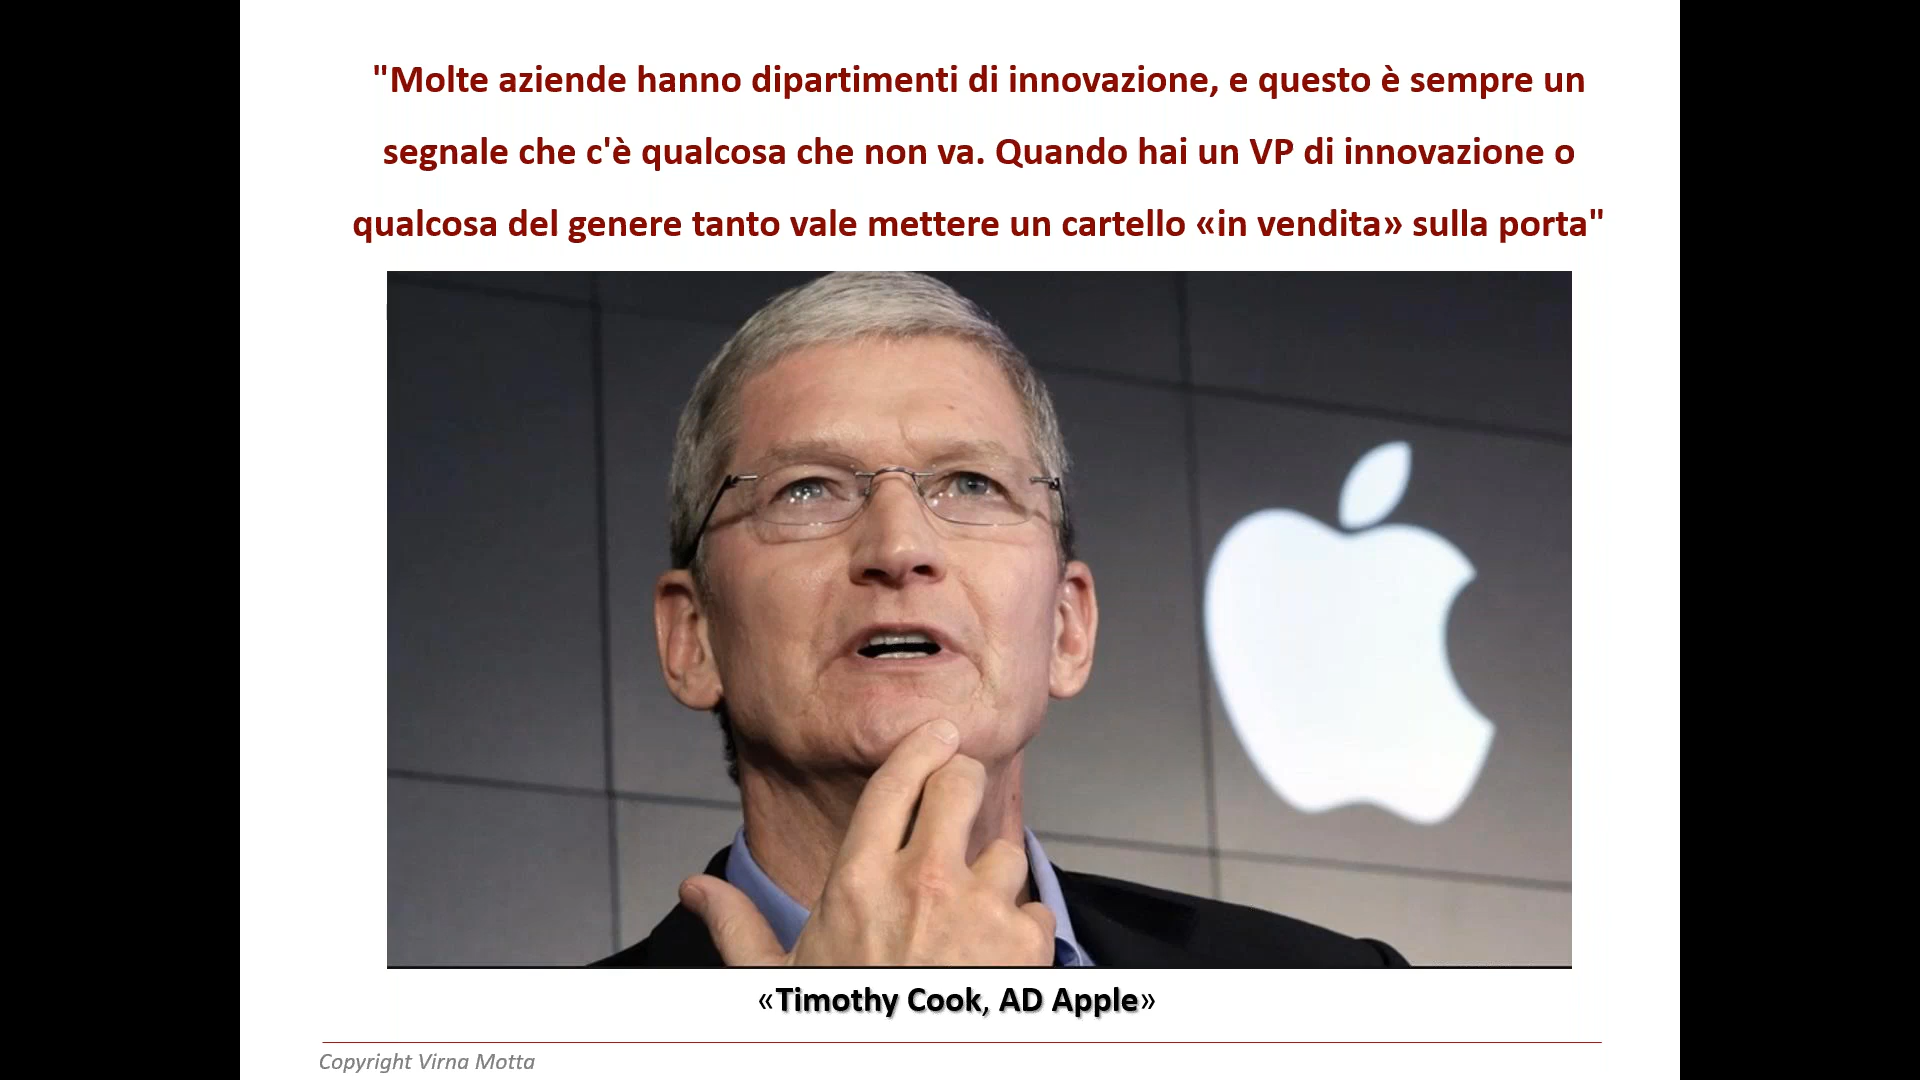 "Molte aziende hanno dipartimenti di innovazione, e questo è sempre un
segnale che c'è qualcosa che non va. Quando hai un VP di innovazione o
qualcosa del genere tanto vale mettere un cartello «in vendita» sulla porta"
«Timothy Cook, AD Apple»
Copyright Virna Motta